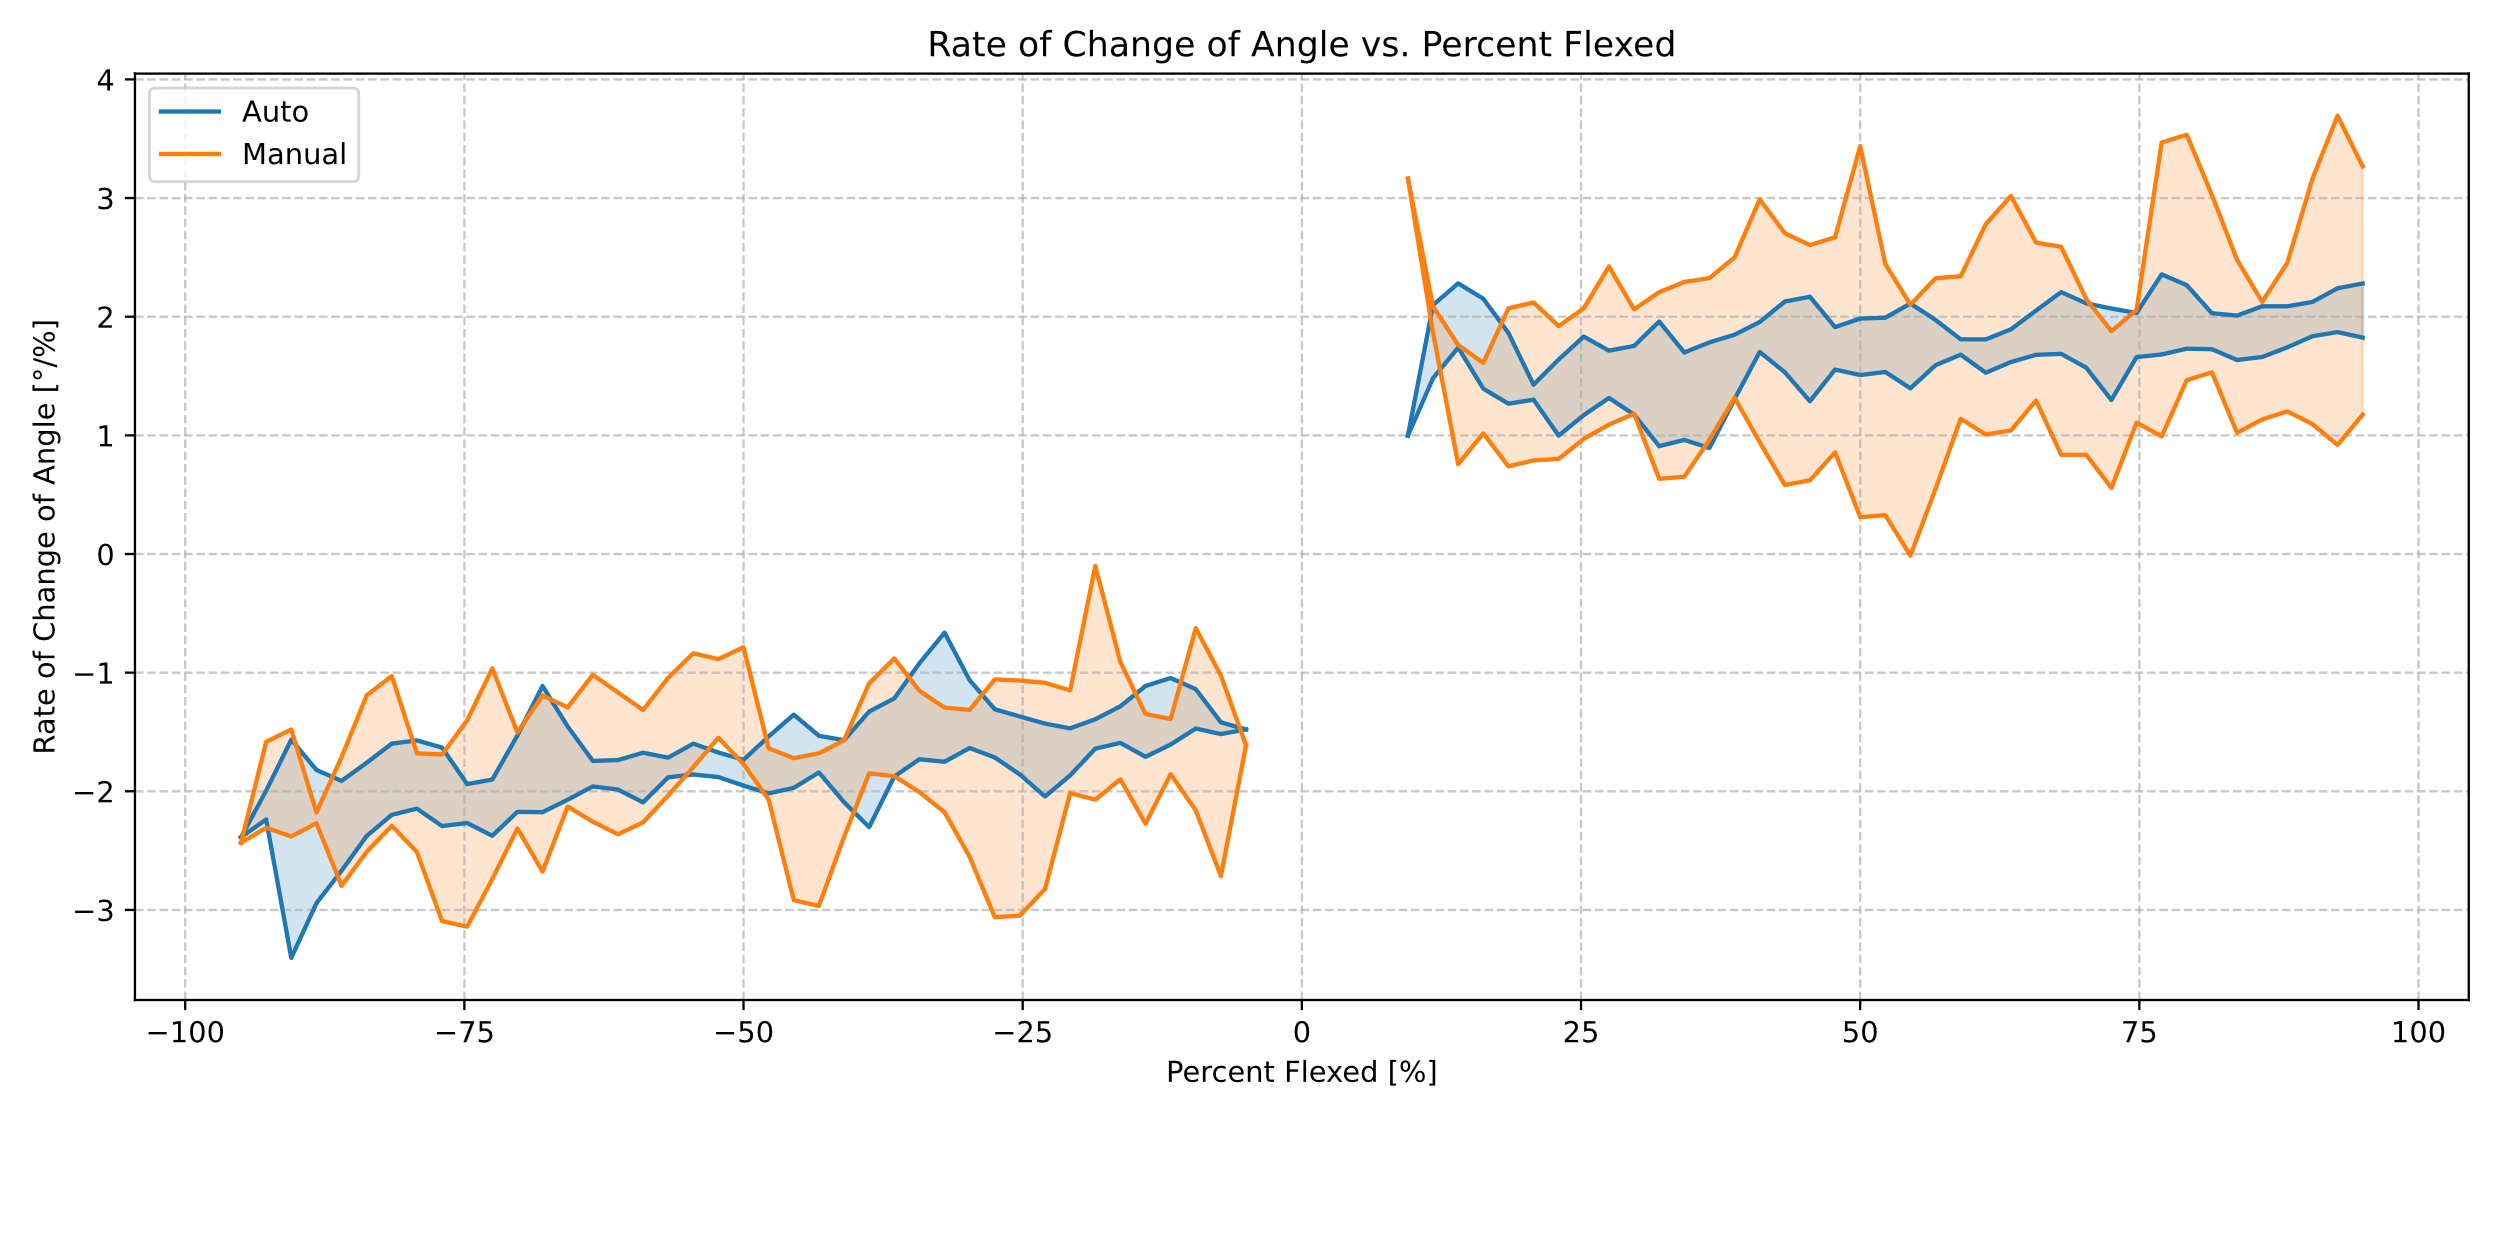 Rate of Change of Angle vs. Percent Flexed
4
3
2
1
0
−1
−2
−3
Rate of Change of Angle [°/%]
Auto
Manual
−100 −75 −50 −25 0 25 50 75 100
Percent Flexed [%]